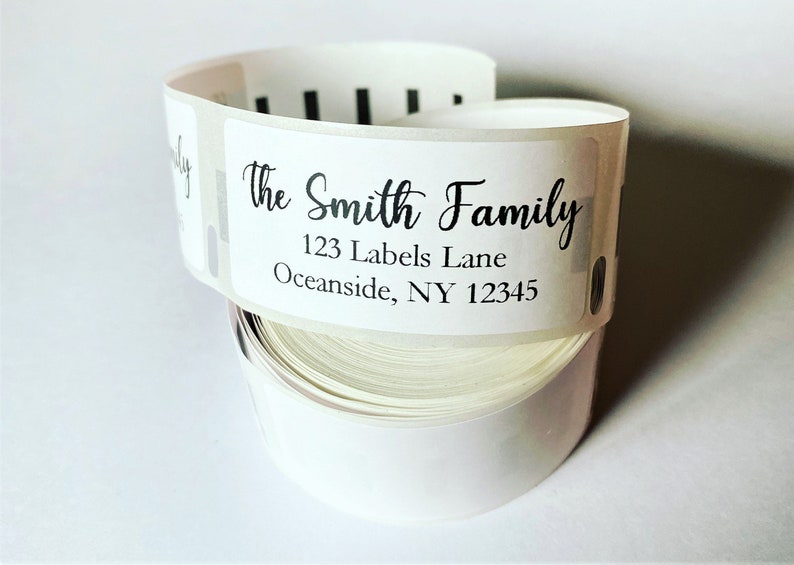 the Smith Family
123 Labels Lane
Oceanside, NY 12345